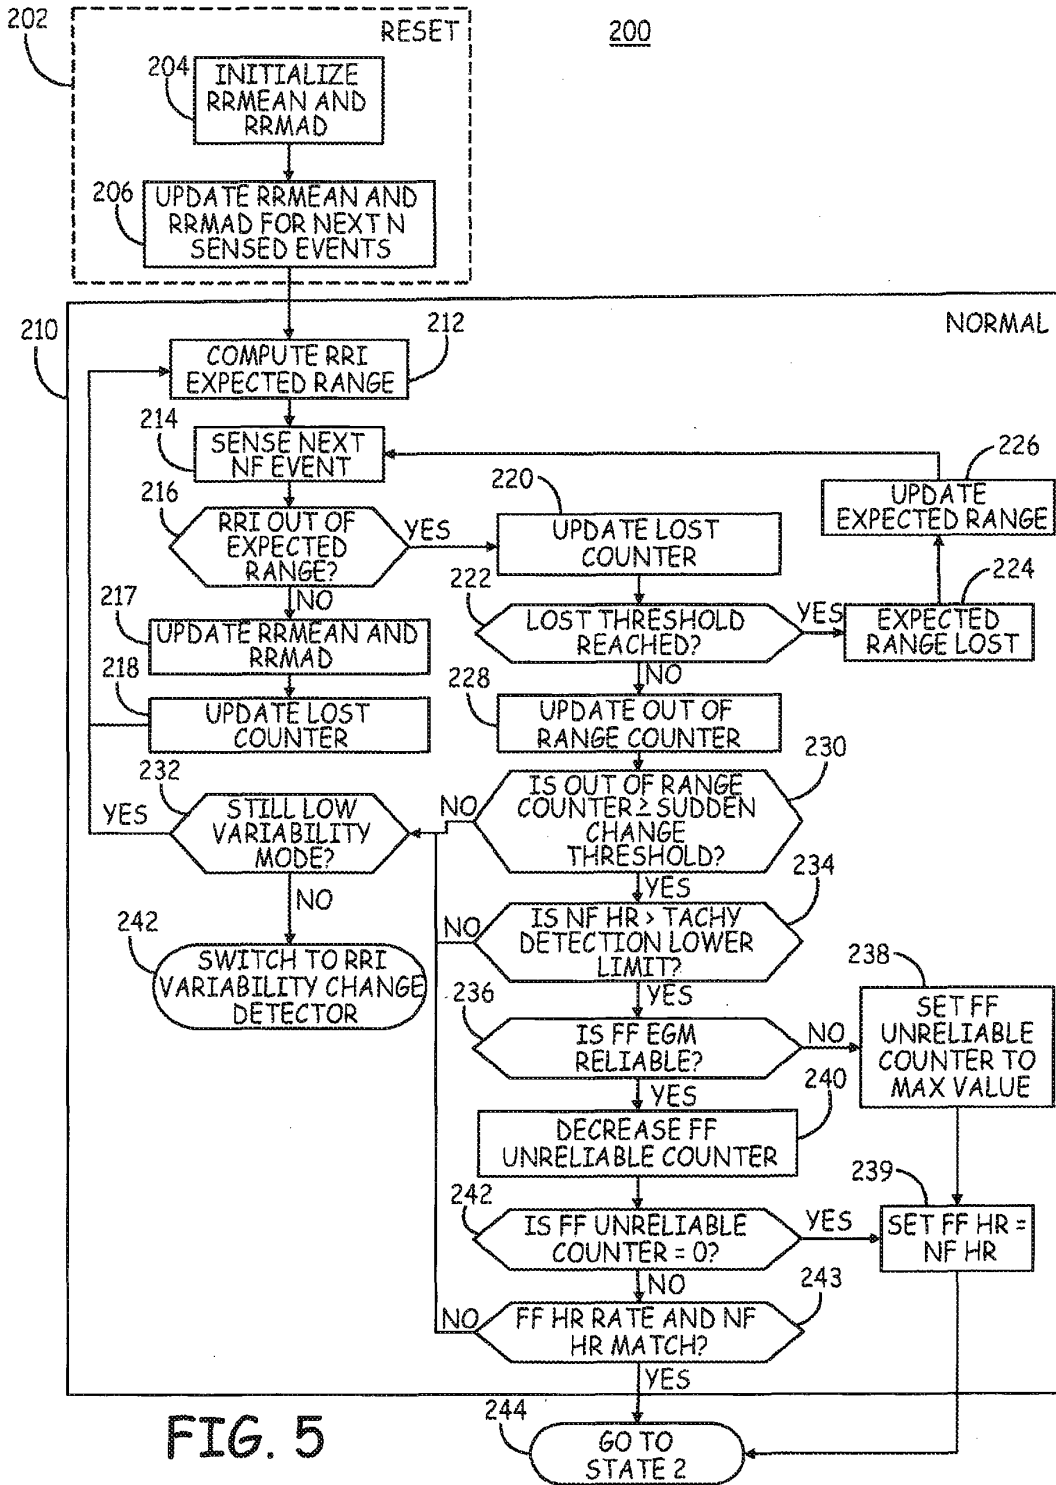 202
RESET
200
204
INITIALIZE
RRMEAN AND
RRMAD
206
UPDATE RRMEAN AND
RRMAD FOR NEXT N
SENSED EVENTS
210
NORMAL
212
COMPUTE RRI
EXPECTED RANGE
214
SENSE NEXT
NF EVENT
226
UPDATE
EXPECTED RANGE
216
RRI OUT OF
EXPECTED
RANGE?
YES
NO
220
UPDATE LOST
COUNTER
224
EXPECTED
RANGE LOST
222
LOST THRESHOLD
REACHED?
YES
NO
217
UPDATE RRMEAN AND
RRMAD
218
UPDATE LOST
COUNTER
228
UPDATE OUT OF
RANGE COUNTER
230
IS OUT OF RANGE
COUNTER ≥ SUDDEN
CHANGE
THRESHOLD?
NO
YES
232
STILL LOW
VARIABILITY
MODE?
YES
NO
242
SWITCH TO RRI
VARIABILITY CHANGE
DETECTOR
234
IS NF HR > TACHY
DETECTION LOWER
LIMIT?
NO
YES
236
IS FF EGM
RELIABLE?
NO
YES
238
SET FF
UNRELIABLE
COUNTER TO
MAX VALUE
240
DECREASE FF
UNRELIABLE COUNTER
239
SET FF HR =
NF HR
242
IS FF UNRELIABLE
COUNTER = 0?
YES
NO
243
FF HR RATE AND NF
HR MATCH?
NO
YES
244
GO TO
STATE 2
FIG. 5